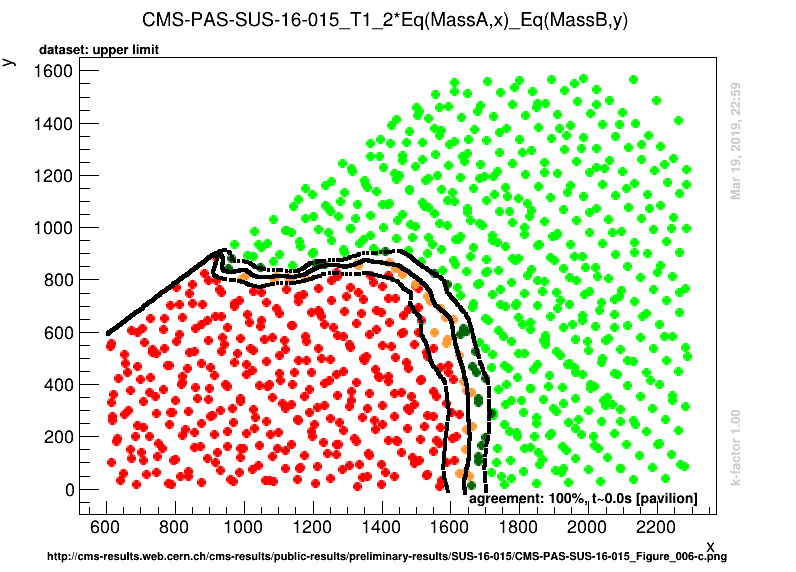 CMS-PAS-SUS-16-015_T1_2*Eq(MassA,x)_Eq(MassB,y)
dataset: upper limit
y
1600
1400
1200
1000
800
600
400
200
0
Mar 19, 2019, 22:59
k-factor 1.00
agreement: 100%, t~0.0s [pavilion]
600 800 1000 1200 1400 1600 1800 2000 2200
x
http://cms-results.web.cern.ch/cms-results/public-results/preliminary-results/SUS-16-015/CMS-PAS-SUS-16-015_Figure_006-c.png